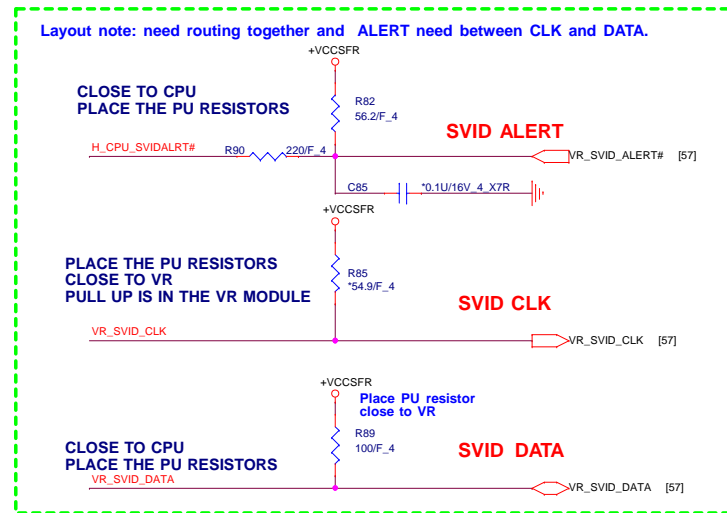 Layout note: need routing together and ALERT need between CLK and DATA.
+VCCSFR
CLOSE TO CPU
PLACE THE PU RESISTORS
R82
56.2/F_4
SVID ALERT
H_CPU_SVIDALRT#
R90
220/F_4
VR_SVID_ALERT# [57]
C85
*0.1U/16V_4_X7R
+VCCSFR
PLACE THE PU RESISTORS
CLOSE TO VR
PULL UP IS IN THE VR MODULE
R85
*54.9/F_4
SVID CLK
VR_SVID_CLK
VR_SVID_CLK [57]
+VCCSFR
Place PU resistor
close to VR
R89
100/F_4
CLOSE TO CPU
PLACE THE PU RESISTORS
SVID DATA
VR_SVID_DATA
VR_SVID_DATA [57]